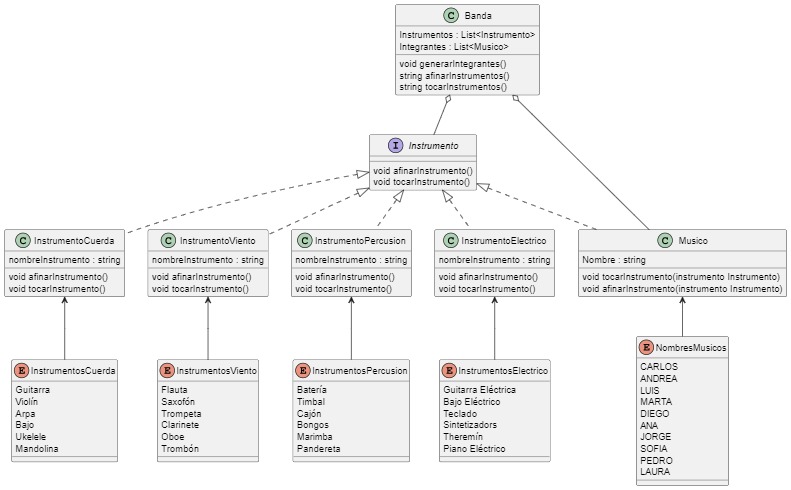 C Banda
Instrumentos : List<Instrumento>
Integrantes : List<Musico>
void generarIntegrantes()
string afinarInstrumentos()
string tocarInstrumentos()
I Instrumento
void afinarInstrumento()
void tocarInstrumento()
C InstrumentoCuerda
nombreInstrumento : string
void afinarInstrumento()
void tocarInstrumento()
C InstrumentoViento
nombreInstrumento : string
void afinarInstrumento()
void tocarInstrumento()
C InstrumentoPercusion
nombreInstrumento : string
void afinarInstrumento()
void tocarInstrumento()
C InstrumentoElectrico
nombreInstrumento : string
void afinarInstrumento()
void tocarInstrumento()
C Musico
Nombre : string
void tocarInstrumento(instrumento Instrumento)
void afinarInstrumento(instrumento Instrumento)
E InstrumentosCuerda
Guitarra
Violín
Arpa
Bajo
Ukelele
Mandolina
E InstrumentosViento
Flauta
Saxofón
Trompeta
Clarinete
Oboe
Trombón
E InstrumentosPercusion
Batería
Timbal
Cajón
Bongos
Marimba
Pandereta
E InstrumentosElectrico
Guitarra Eléctrica
Bajo Eléctrico
Teclado
Sintetizadors
Theremín
Piano Eléctrico
E NombresMusicos
CARLOS
ANDREA
LUIS
MARTA
DIEGO
ANA
JORGE
SOFIA
PEDRO
LAURA